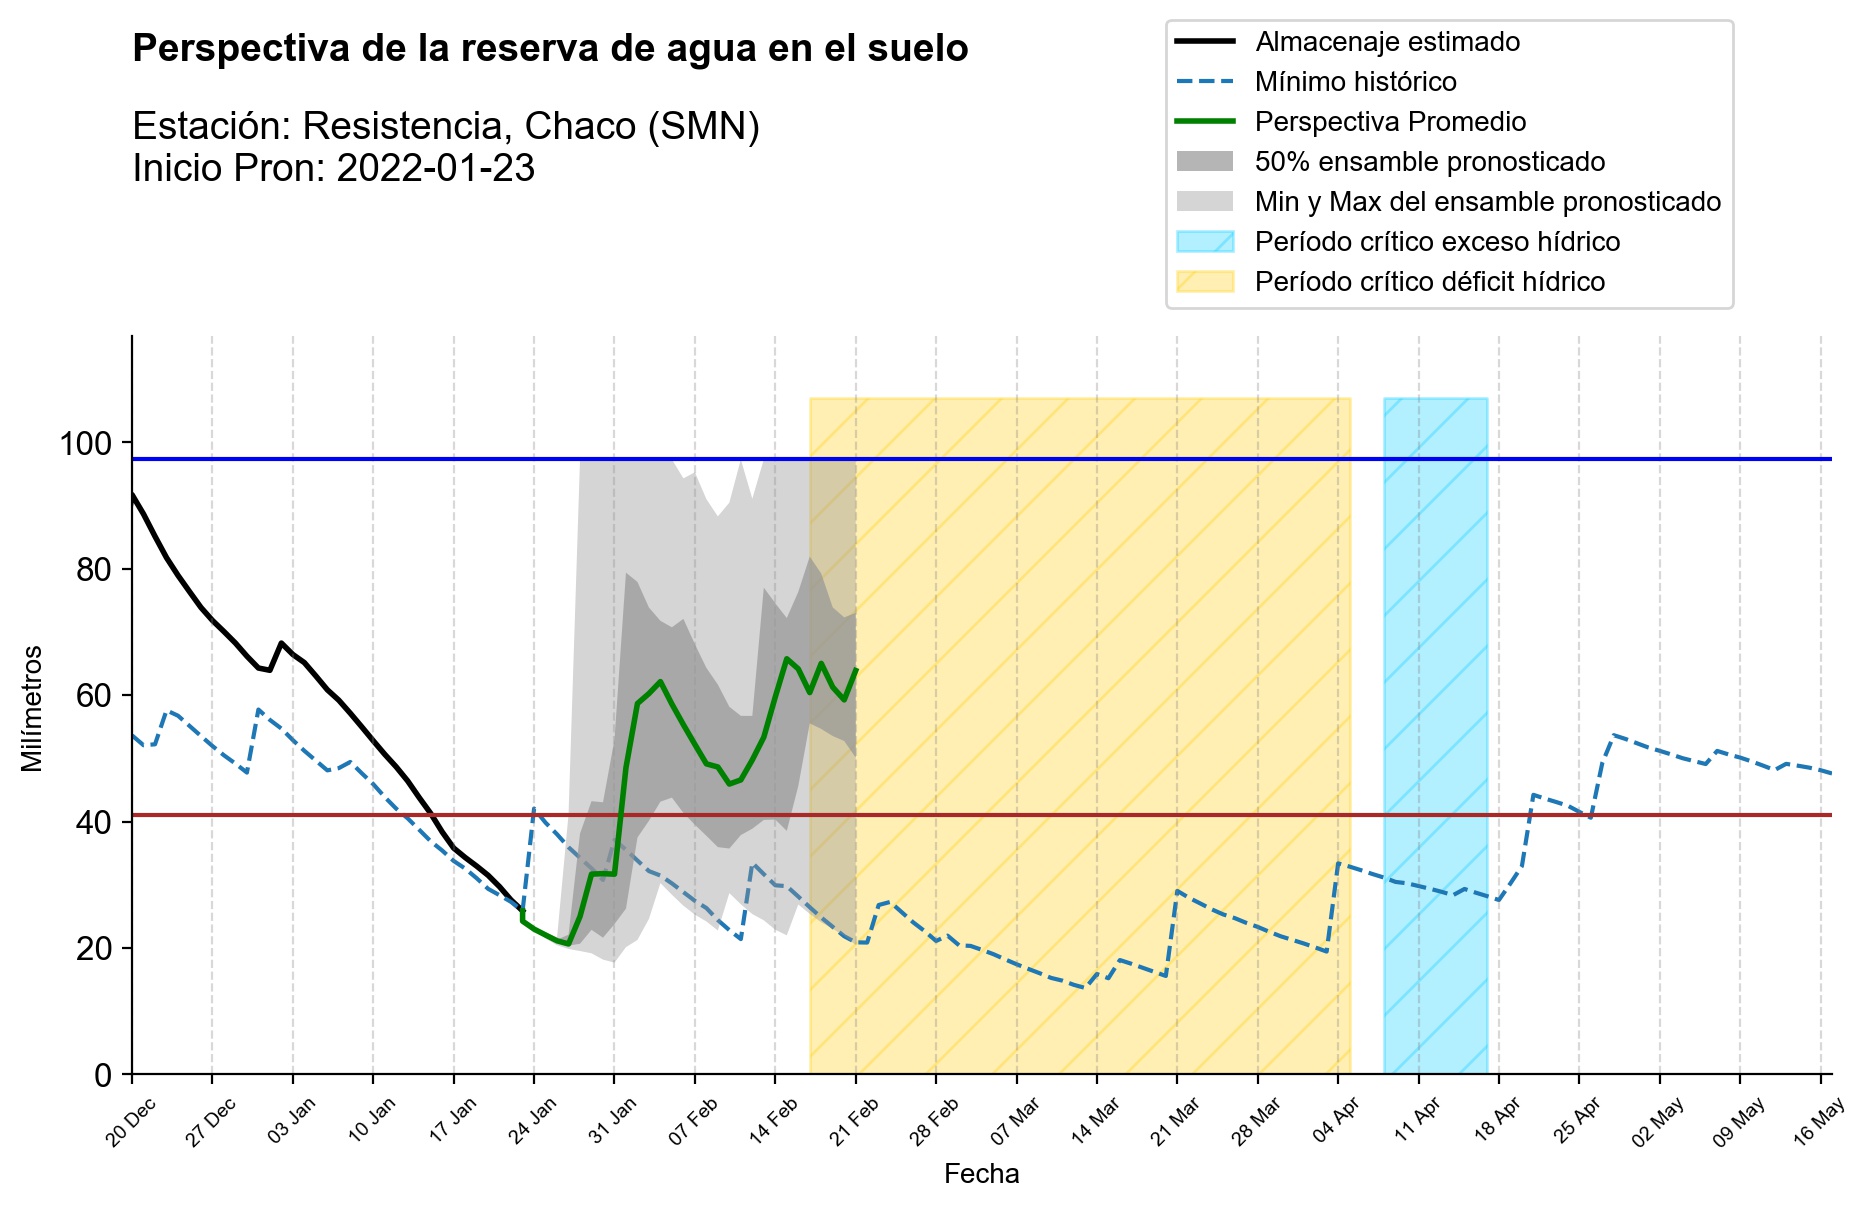 Perspectiva de la reserva de agua en el suelo
Estación: Resistencia, Chaco (SMN)
Inicio Pron: 2022-01-23
Almacenaje estimado
Mínimo histórico
Perspectiva Promedio
50% ensamble pronosticado
Min y Max del ensamble pronosticado
Período crítico exceso hídrico
Período crítico déficit hídrico
Milímetros
100
80
60
40
20
0
20 Dec
27 Dec
03 Jan
10 Jan
17 Jan
24 Jan
31 Jan
07 Feb
14 Feb
21 Feb
28 Feb
07 Mar
14 Mar
21 Mar
28 Mar
04 Apr
11 Apr
18 Apr
25 Apr
02 May
09 May
16 May
Fecha